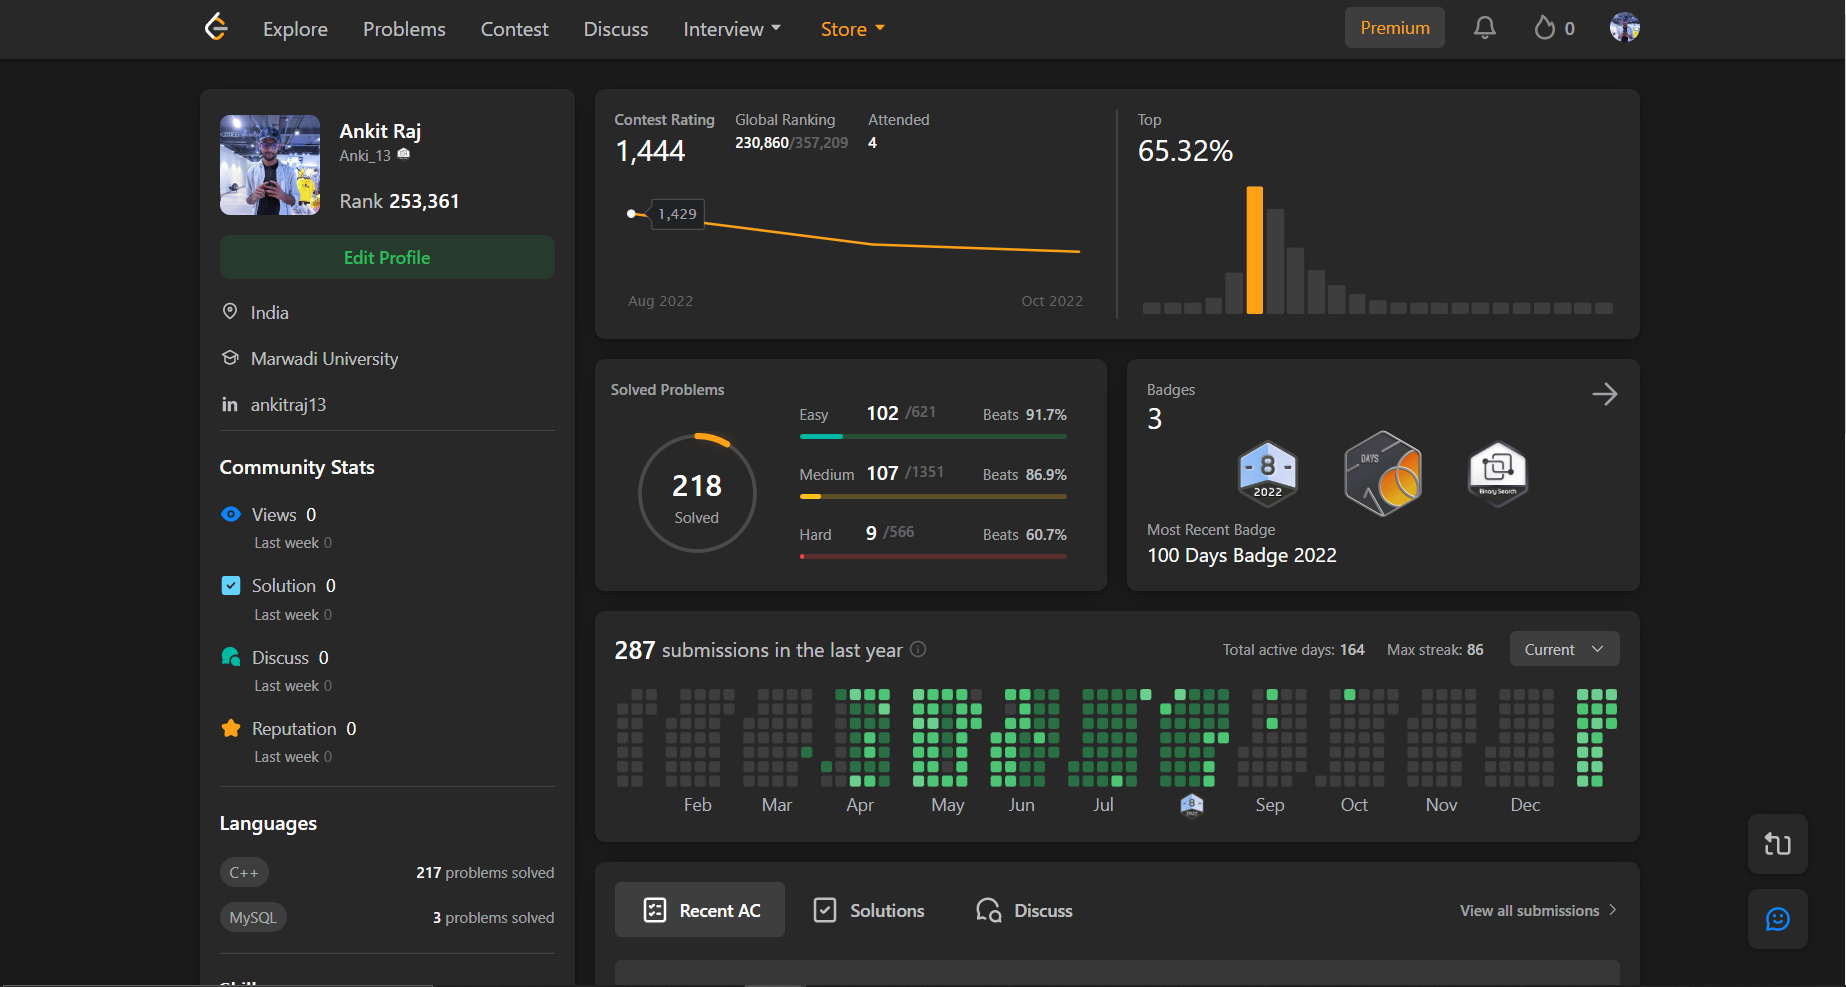 Explore Problems Contest Discuss Interview Store Premium 0
Ankit Raj
Anki_13
Rank 253,361
Edit Profile
India
Marwadi University
in ankitraj13
Community Stats
Views 0
Last week 0
Solution 0
Last week 0
Discuss 0
Last week 0
Reputation 0
Last week 0
Languages
C++ 217 problems solved
MySQL 3 problems solved
Contest Rating
1,444
Global Ranking
230,860/357,209
Attended
4
1,429
Aug 2022 Oct 2022
Top
65.32%
Solved Problems
218
Solved
Easy 102 /621 Beats 91.7%
Medium 107 /1351 Beats 86.9%
Hard 9 /566 Beats 60.7%
Badges
3
8
2022
DAYS
Binary Search
Most Recent Badge
100 Days Badge 2022
287 submissions in the last year Total active days: 164 Max streak: 86 Current
Feb Mar Apr May Jun Jul 8 Sep Oct Nov Dec
Recent AC Solutions Discuss View all submissions